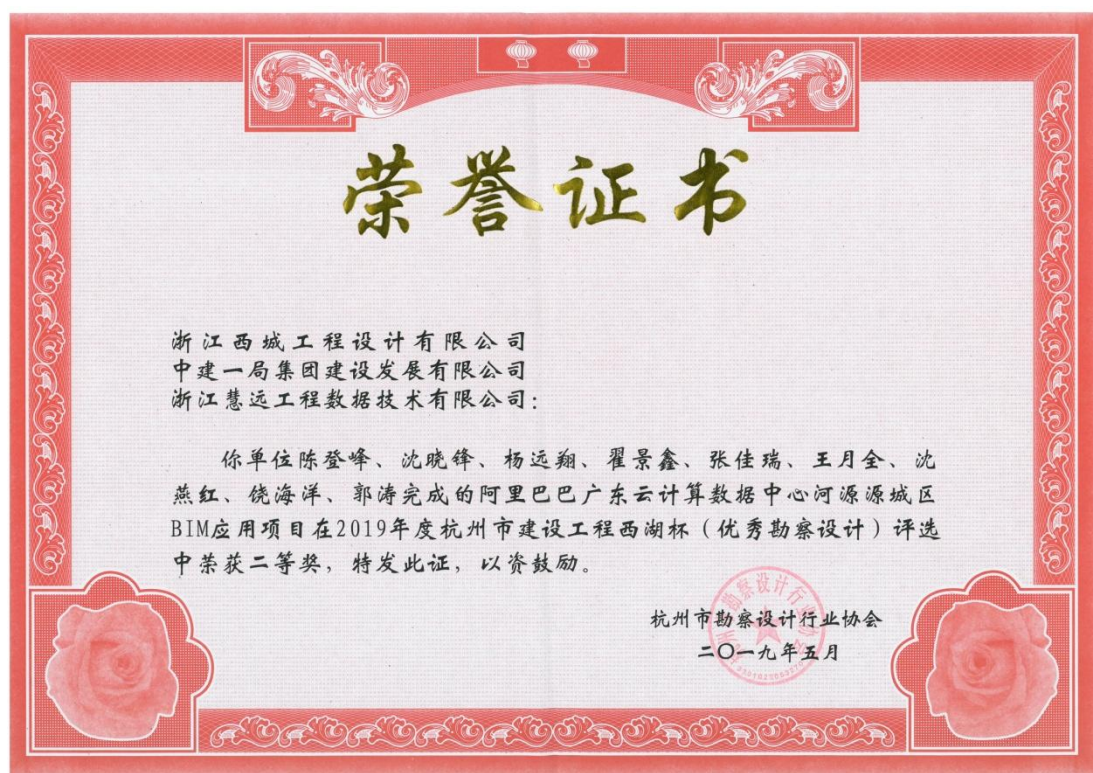 荣誉证书
浙江西城工程设计有限公司
中建一局集团建设发展有限公司
浙江慧远工程数据技术有限公司：
你单位陈登峰、沈晓锋、杨远翔、翟景鑫、张佳瑞、王月全、沈
燕红、饶海洋、郭涛完成的阿里巴巴广东云计算数据中心河源源城区
BIM应用项目在2019年度杭州市建设工程西湖杯（优秀勘察设计）评选
中荣获二等奖，特发此证，以资鼓励。
杭州市勘察设计行业协会
二〇一九年五月